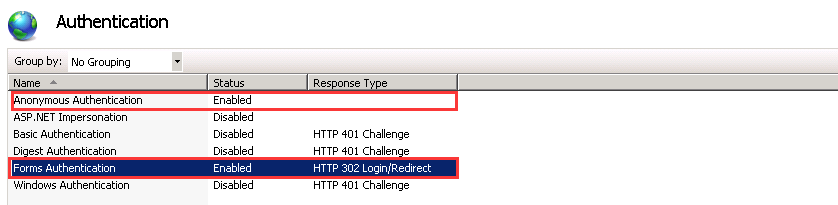 Authentication
Group by: No Grouping
Name Status Response Type
Anonymous Authentication Enabled
ASP.NET Impersonation Disabled
Basic Authentication Disabled HTTP 401 Challenge
Digest Authentication Disabled HTTP 401 Challenge
Forms Authentication Enabled HTTP 302 Login/Redirect
Windows Authentication Disabled HTTP 401 Challenge